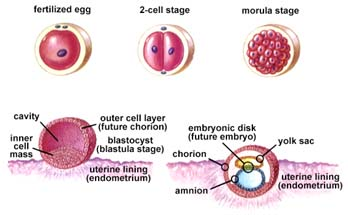 fertilized egg
2-cell stage
morula stage
cavity
inner
cell
mass
outer cell layer
(future chorion)
blastocyst
(blastula stage)
uterine lining
(endometrium)
embryonic disk
(future embryo)
yolk sac
chorion
amnion
uterine lining
(endometrium)